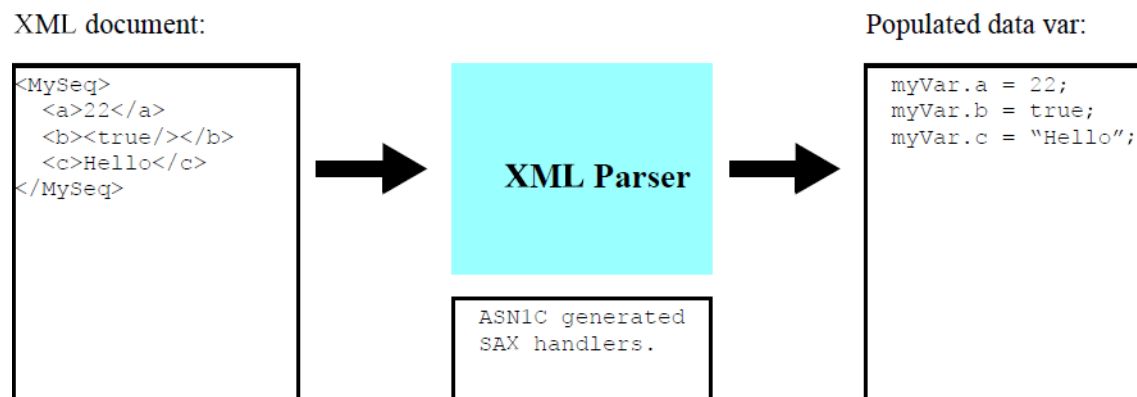 XML document:
<MySeq>
  <a>22</a>
  <b><true/></b>
  <c>Hello</c>
</MySeq>
XML Parser
ASN1C generated
SAX handlers.
Populated data var:
myVar.a = 22;
myVar.b = true;
myVar.c = “Hello”;